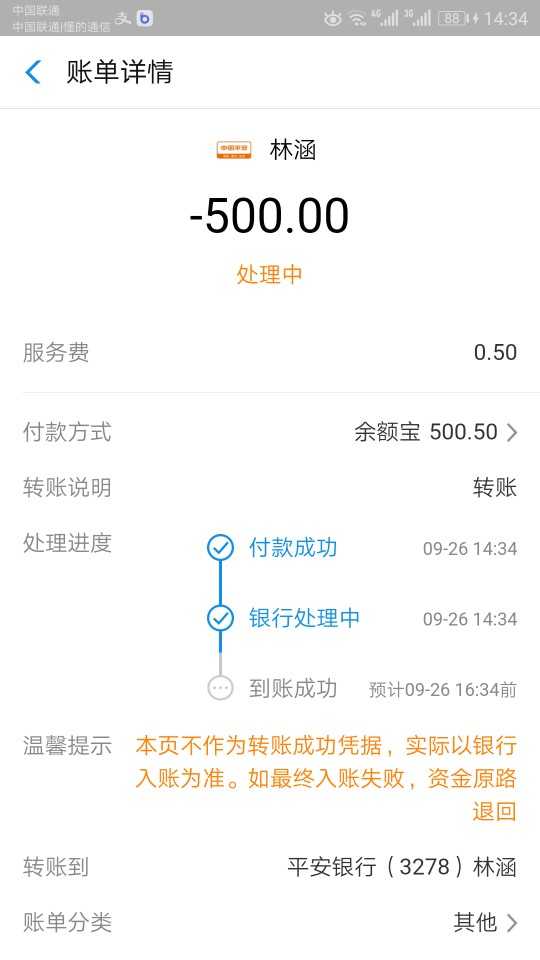 中国联通
中国联通|懂的通信
4G
3G
88
14:34
账单详情
中国平安
林涵
-500.00
处理中
服务费 0.50
付款方式 余额宝 500.50
转账说明 转账
处理进度 付款成功 09-26 14:34
银行处理中 09-26 14:34
到账成功 预计09-26 16:34前
温馨提示 本页不作为转账成功凭据，实际以银行
入账为准。如最终入账失败，资金原路
退回
转账到 平安银行（3278）林涵
账单分类 其他